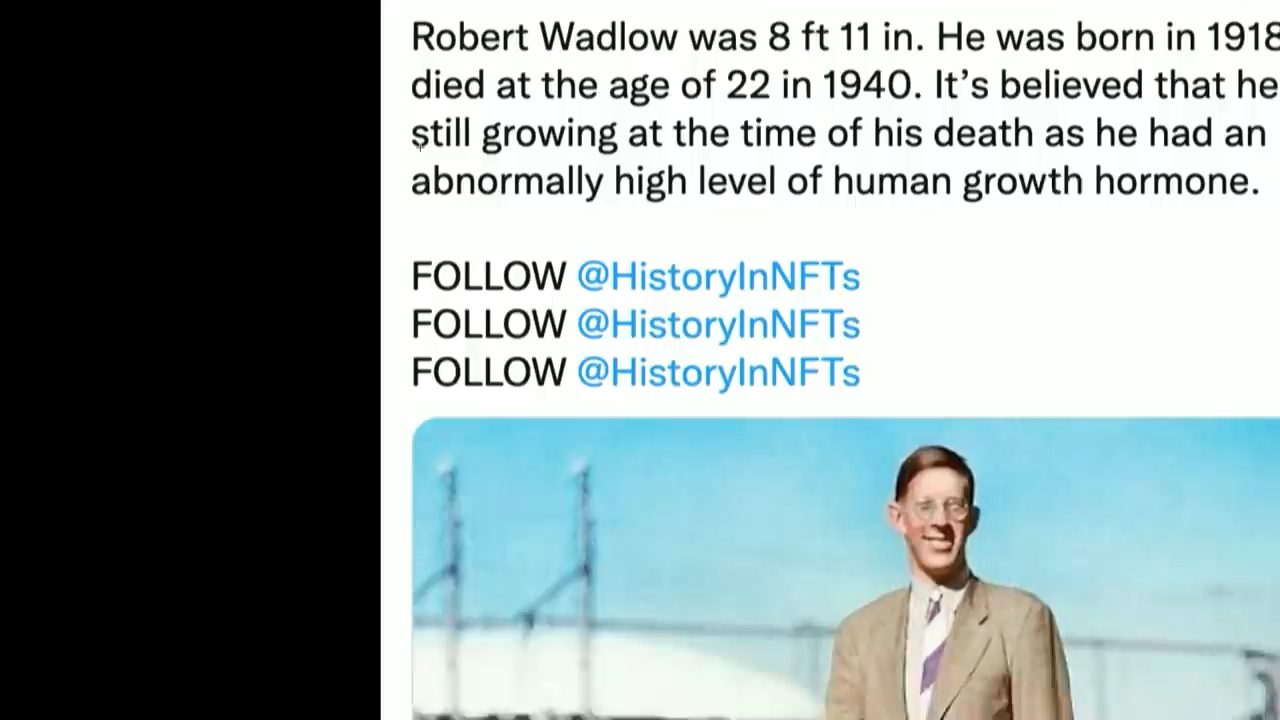 Robert Wadlow was 8 ft 11 in. He was born in 1918
died at the age of 22 in 1940. It’s believed that he
still growing at the time of his death as he had an
abnormally high level of human growth hormone.
FOLLOW @HistoryInNFTs
FOLLOW @HistoryInNFTs
FOLLOW @HistoryInNFTs